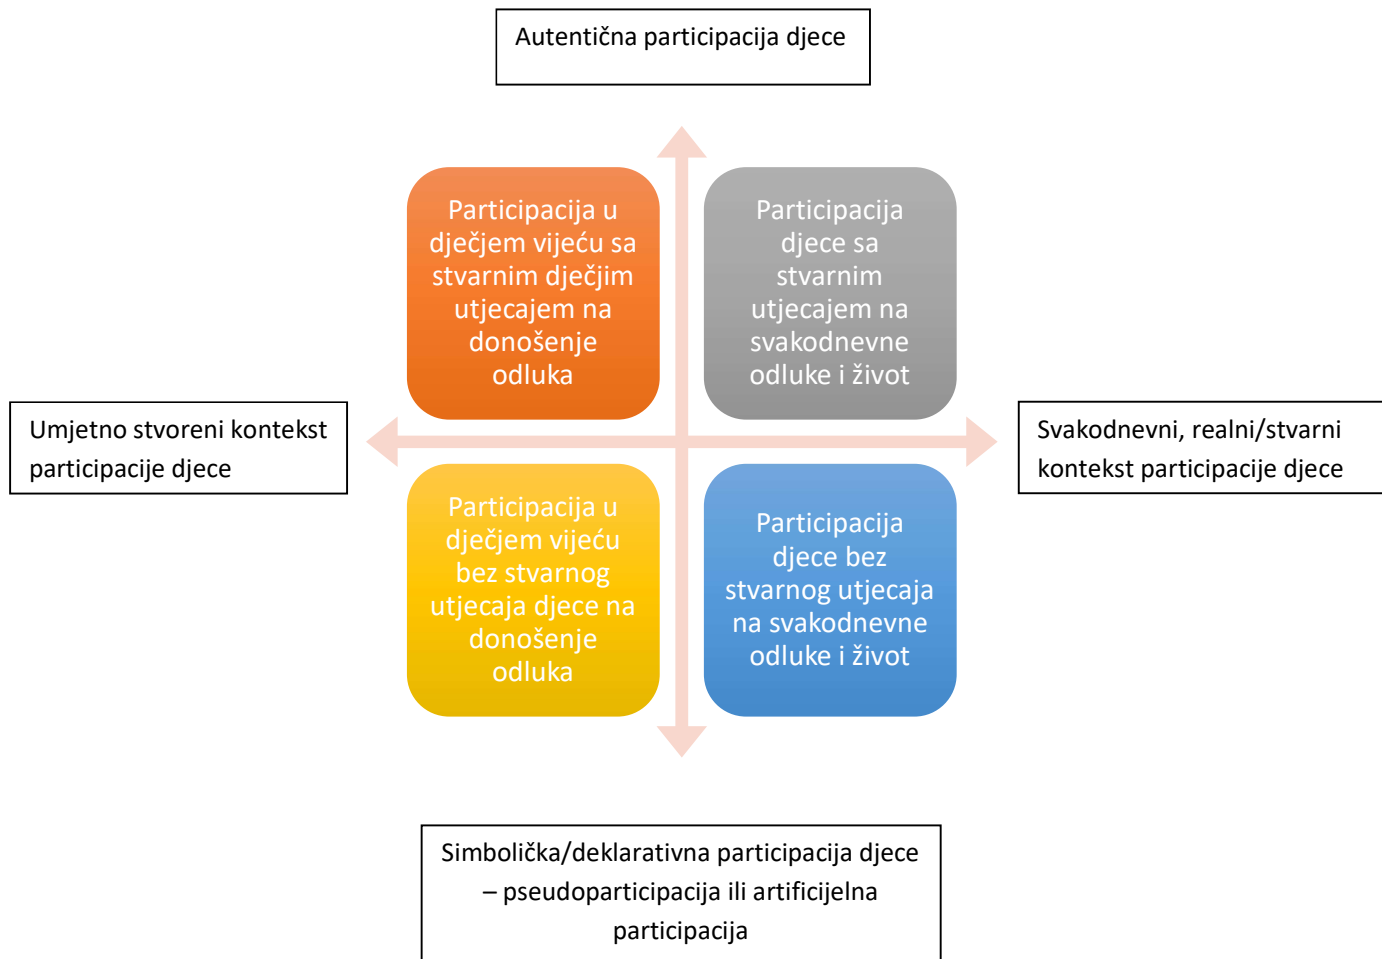 Autentična participacija djece
Participacija u
dječjem vijeću sa
stvarnim dječjim
utjecajem na
donošenje
odluka
Participacija
djece sa
stvarnim
utjecajem na
svakodnevne
odluke i život
Umjetno stvoreni kontekst
participacije djece
Svakodnevni, realni/stvarni
kontekst participacije djece
Participacija u
dječjem vijeću
bez stvarnog
utjecaja djece na
donošenje
odluka
Participacija
djece bez
stvarnog utjecaja
na svakodnevne
odluke i život
Simbolička/deklarativna participacija djece
– pseudoparticipacija ili artificijelna
participacija